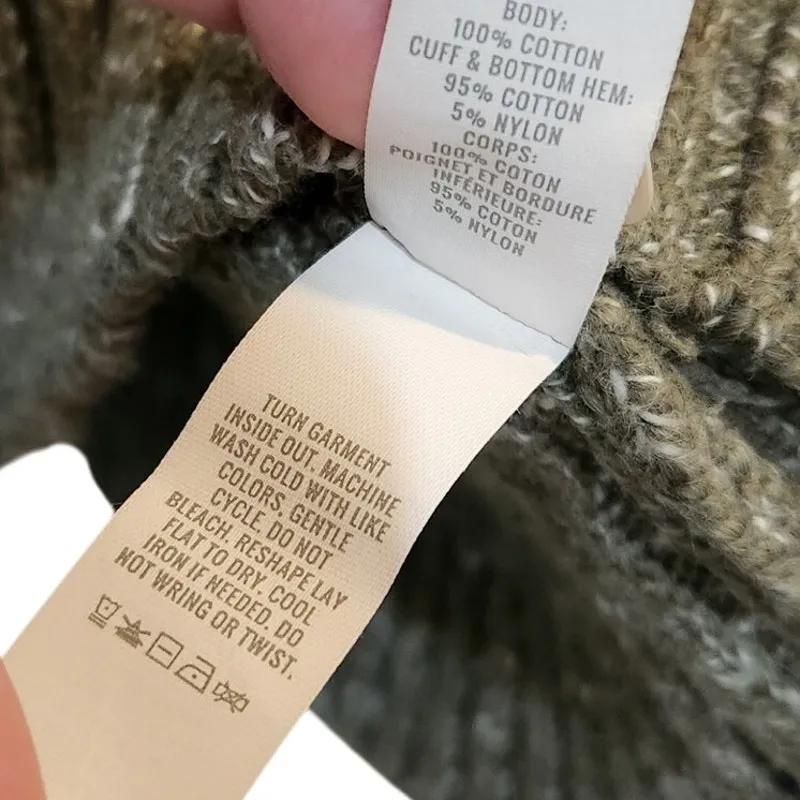 BODY:
100% COTTON
CUFF & BOTTOM HEM:
95% COTTON
5% NYLON
CORPS:
100% COTON
POIGNET ET BORDURE
INFÉRIEURE:
95% COTON
5% NYLON
TURN GARMENT
INSIDE OUT. MACHINE
WASH COLD WITH LIKE
COLORS, GENTLE
CYCLE. DO NOT
BLEACH. RESHAPE LAY
FLAT TO DRY. COOL
IRON IF NEEDED. DO
NOT WRING OR TWIST.